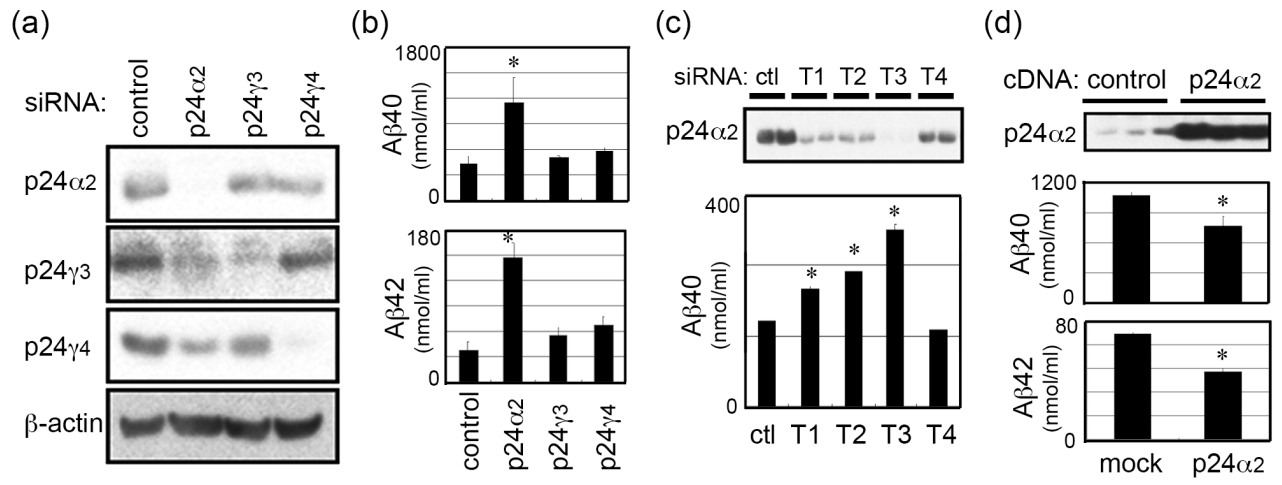 (a)
siRNA:
control
p24α2
p24γ3
p24γ4
p24α2
p24γ3
p24γ4
β-actin
(b)
1800
Aβ40
(nmol/ml)
0
*
180
Aβ42
(nmol/ml)
0
*
control
p24α2
p24γ3
p24γ4
(c)
siRNA: ctl T1 T2 T3 T4
p24α2
400
Aβ40
(nmol/ml)
0
* * *
ctl T1 T2 T3 T4
(d)
cDNA: control p24α2
p24α2
1200
Aβ40
(nmol/ml)
0
*
80
Aβ42
(nmol/ml)
0
*
mock p24α2